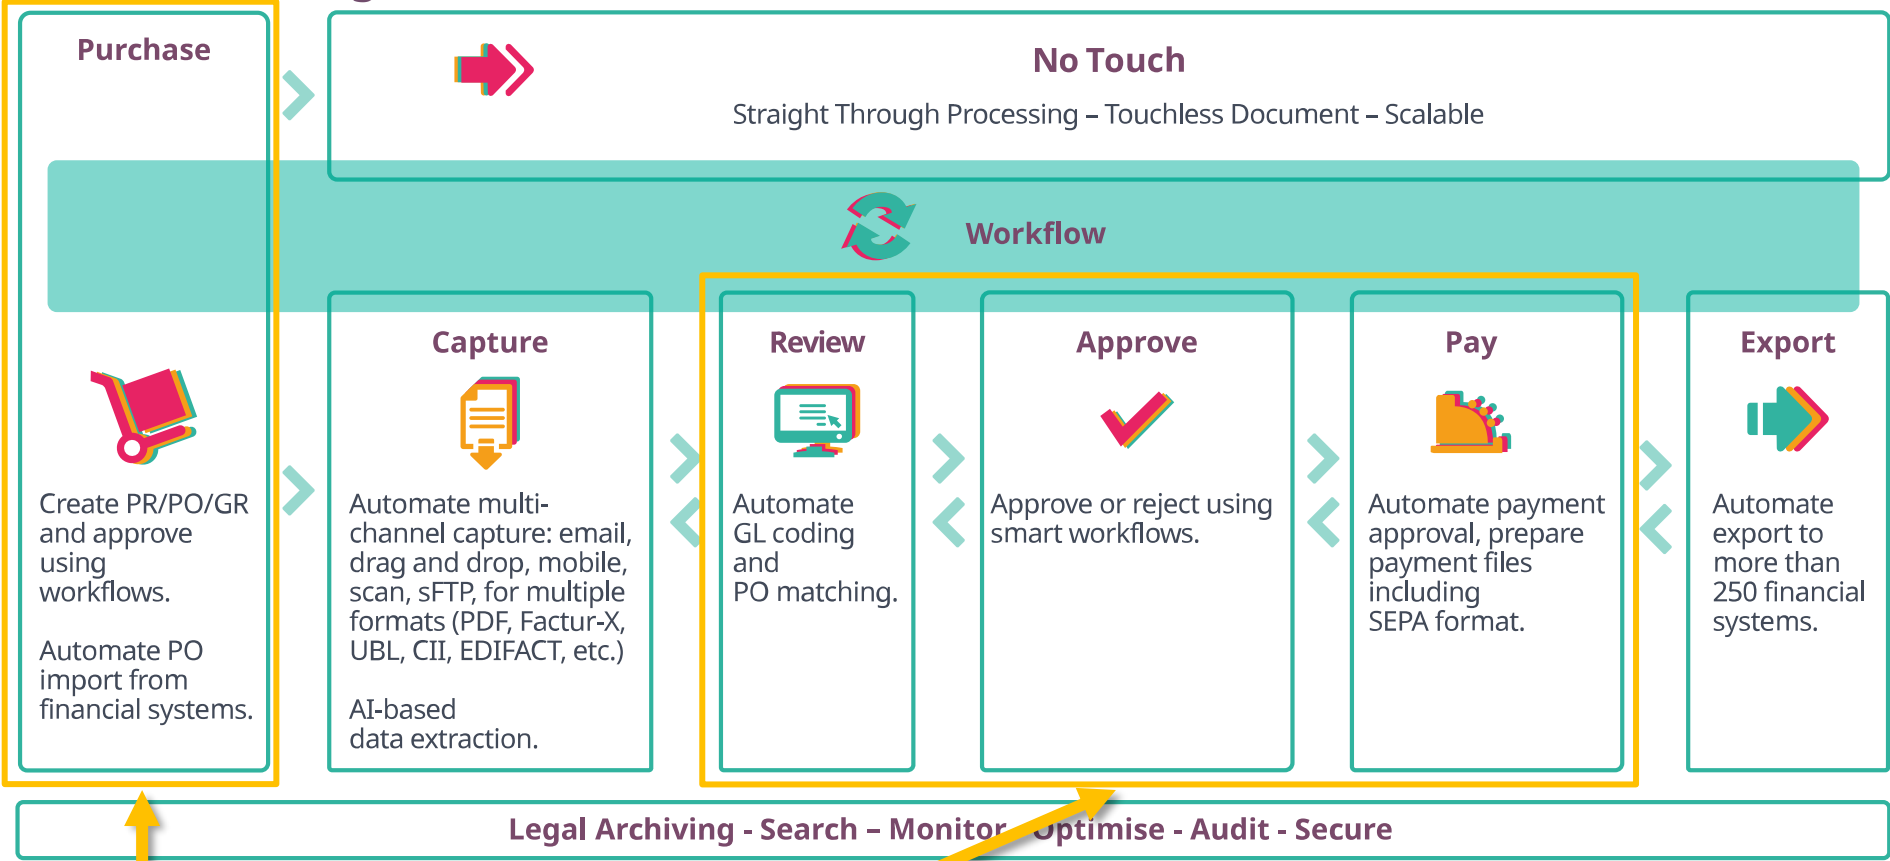 Purchase
No Touch
Straight Through Processing – Touchless Document – Scalable
Workflow
Create PR/PO/GR
and approve
using
workflows.
Automate PO
import from
financial systems.
Capture
Automate multi-
channel capture: email,
drag and drop, mobile,
scan, sFTP, for multiple
formats (PDF, Factur-X,
UBL, CII, EDIFACT, etc.)
AI-based
data extraction.
Review
Automate
GL coding
and
PO matching.
Approve
Approve or reject using
smart workflows.
Pay
Automate payment
approval, prepare
payment files
including
SEPA format.
Export
Automate
export to
more than
250 financial
systems.
Legal Archiving - Search – Monitor Optimise - Audit - Secure